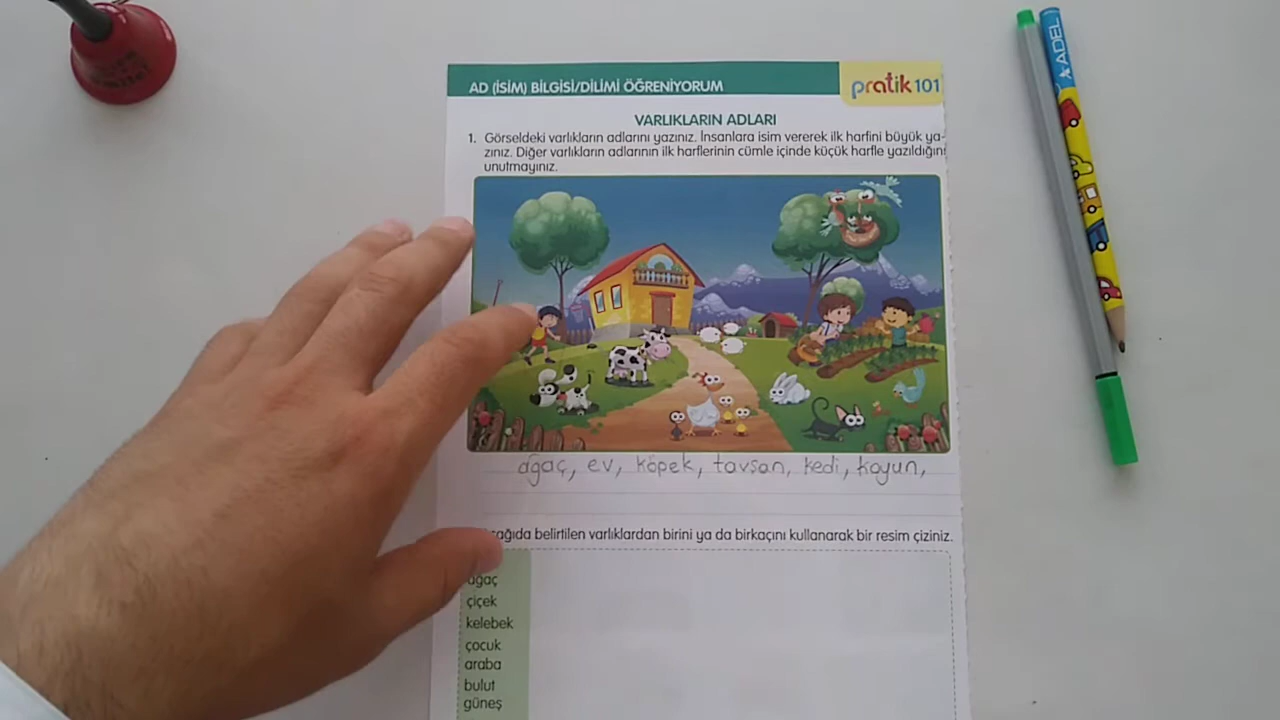 AD (İSİM) BİLGİSİ/DİLİMİ ÖĞRENİYORUM
pratik 101
VARLIKLARIN ADLARI
1. Görseldeki varlıkların adlarını yazınız. İnsanlara isim vererek ilk harfini büyük ya-
zınız. Diğer varlıkların adlarının ilk harflerinin cümle içinde küçük harfle yazıldığını
unutmayınız.
ağaç, ev, köpek, tavşan, kedi, koyun,
belirtilen varlıklardan birini ya da birkaçını kullanarak bir resim çiziniz.
ağaç
çiçek
kelebek
çocuk
araba
bulut
güneş
ADEL